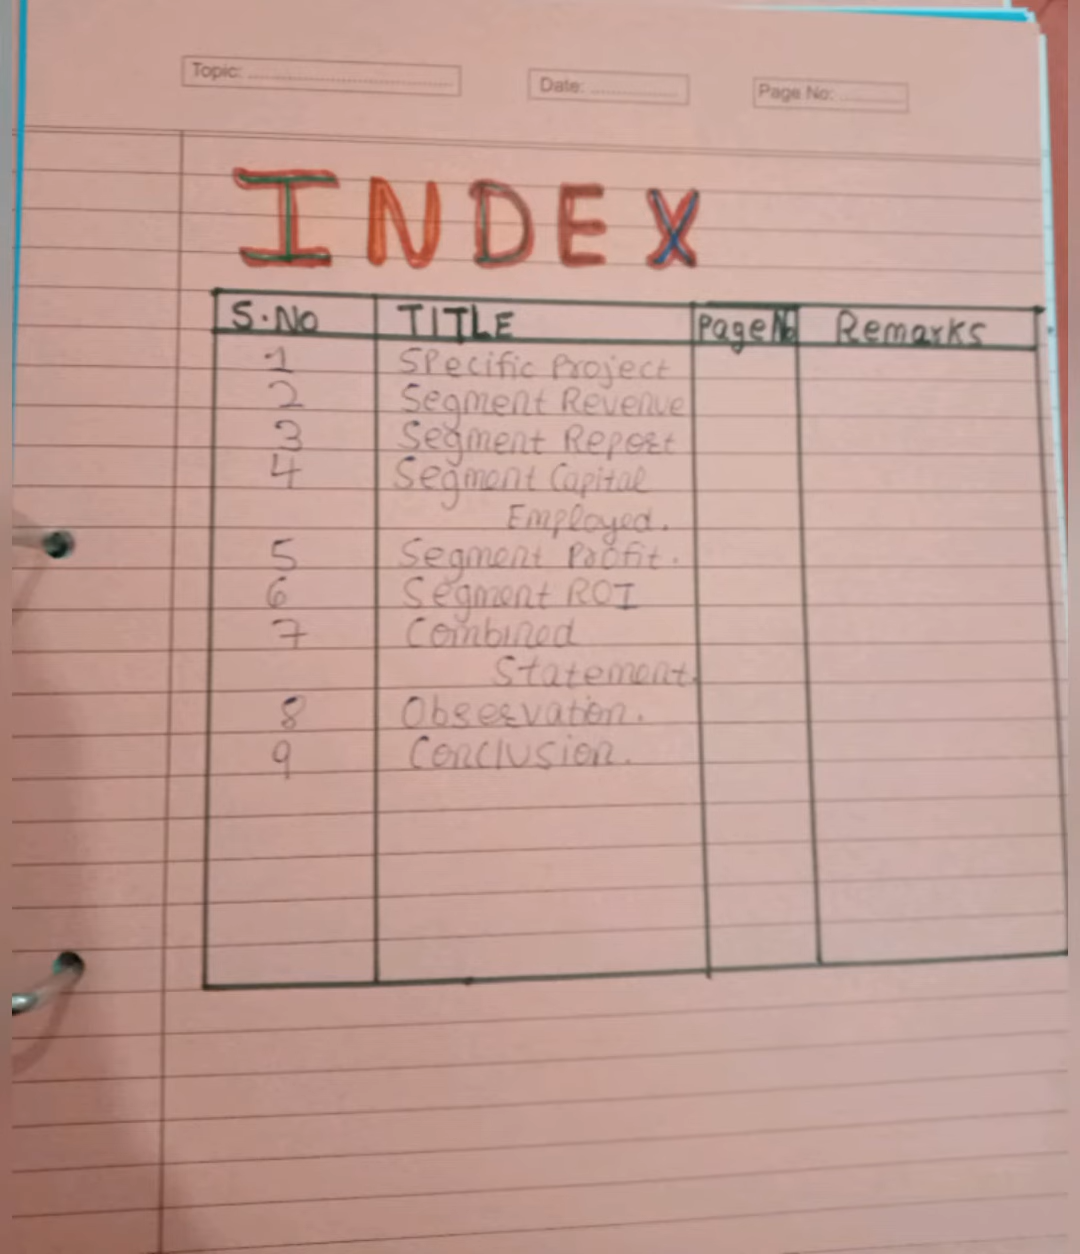 Topic: Date: Page No:
INDEX
S.No TITLE Page No Remarks
1 Specific Project
2 Segment Revenue
3 Segment Report
4 Segment Capital
Employed.
5 Segment Profit.
6 Segment ROI
7 Combined
Statement.
8 Observation.
9 Conclusion.